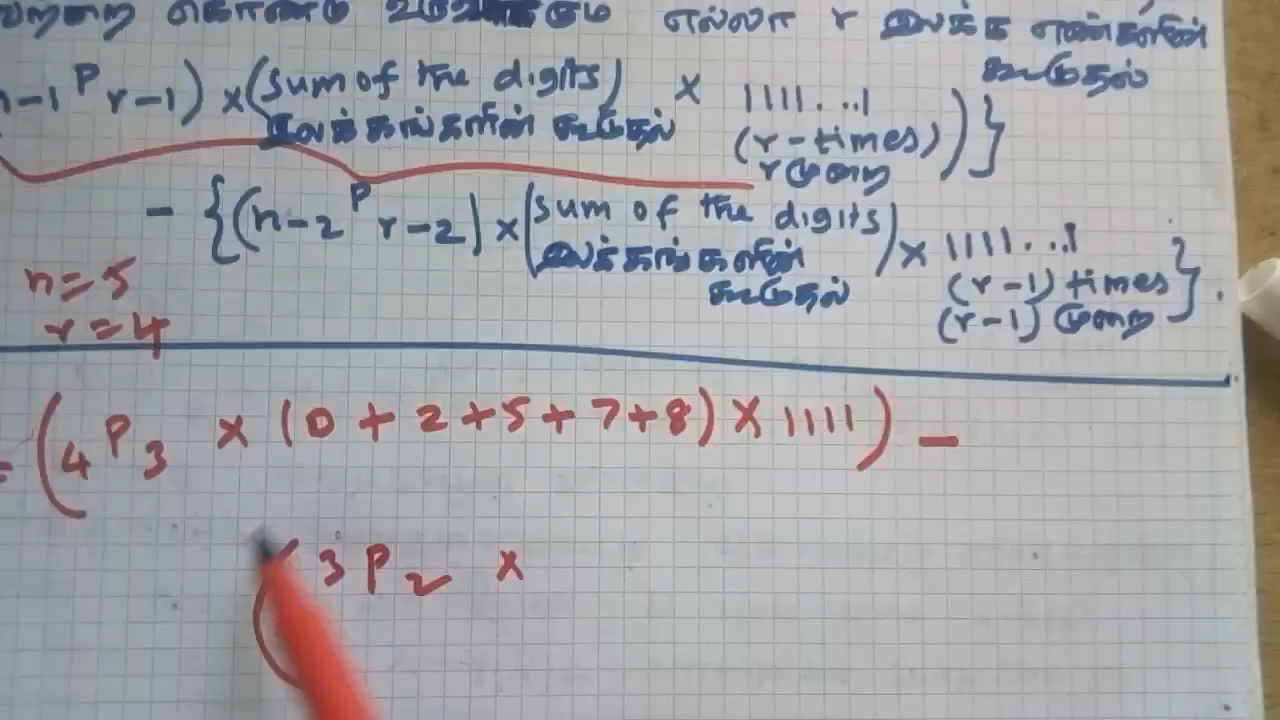 கொண்டு உருவாகும் எல்லா r இலக்க எண்களின்
கூடுதல்
n-1 P r-1) × (sum of the digits) × 1111...1
இலக்கங்களின் கூடுதல் (r-times))}
r முறை
- {(n-2 P r-2) × (sum of the digits) × 1111...1
இலக்கங்களின் (r-1) times}.
கூடுதல் (r-1) முறை
n=5
r=4
= (4 P 3 × (0+2+5+7+8) × 1111) -
(3 P 2 ×